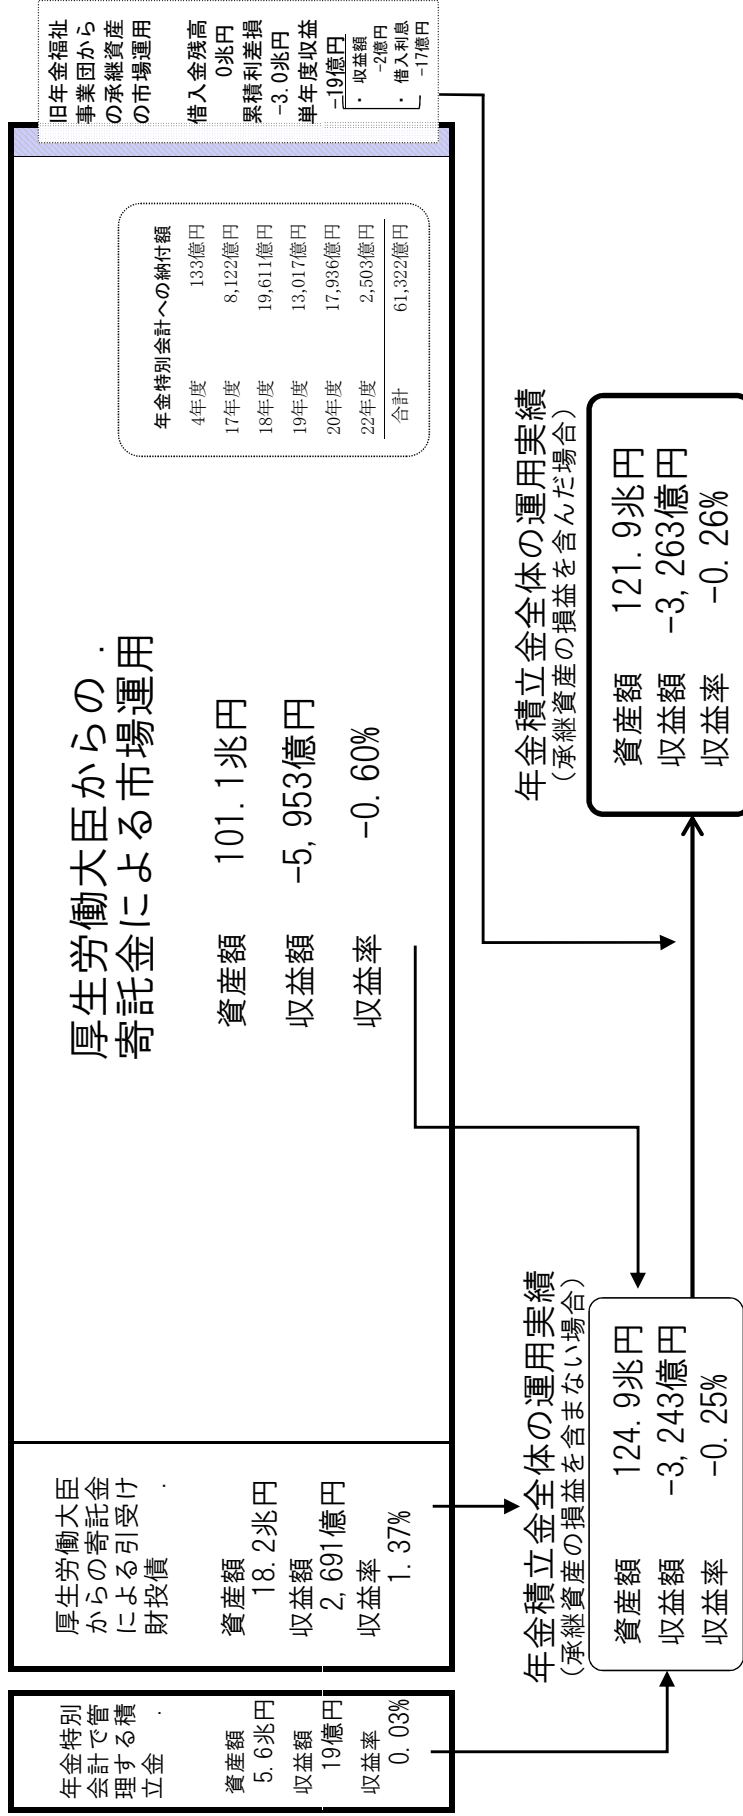 年金特別
会計で管
理する積
立金
.
資産額
5.6兆円
収益額
19億円
収益率
0.03%
厚生労働大臣
からの寄託金
による引受け
財投債
.
資産額
18.2兆円
収益額
2,691億円
収益率
1.37%
厚生労働大臣からの.
寄託金による市場運用
資産額 101.1兆円
収益額 -5,953億円
収益率 -0.60%
年金特別会計への納付額
4年度 133億円
17年度 8,122億円
18年度 19,611億円
19年度 13,017億円
20年度 17,936億円
22年度 2,503億円
合計 61,322億円
旧年金福祉
事業団から
の承継資産
の市場運用
借入金残高
0兆円
累積利差損
-3.0兆円
単年度収益
-19億円
・ 収益額
-2億円
・ 借入利息
-17億円
年金積立金全体の運用実績
(承継資産の損益を含まない場合)
資産額 124.9兆円
収益額 -3,243億円
収益率 -0.25%
年金積立金全体の運用実績
(承継資産の損益を含んだ場合)
資産額 121.9兆円
収益額 -3,263億円
収益率 -0.26%